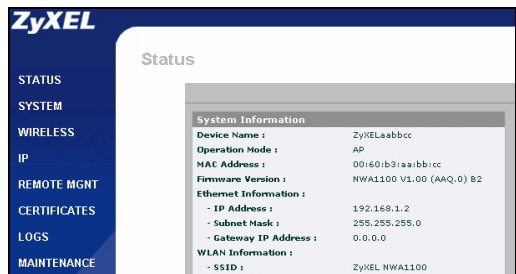 ZyXEL
STATUS
SYSTEM
WIRELESS
IP
REMOTE MGNT
CERTIFICATES
LOGS
MAINTENANCE
Status
System Information
Device Name : ZyXELaabbcc
Operation Mode : AP
MAC Address : 00:60:b3:aa:bb:cc
Firmware Version : NWA1100 V1.00 (AAQ.0) B2
Ethernet Information :
- IP Address : 192.168.1.2
- Subnet Mask : 255.255.255.0
- Gateway IP Address : 0.0.0.0
WLAN Information :
- SSID : ZyXEL NWA1100